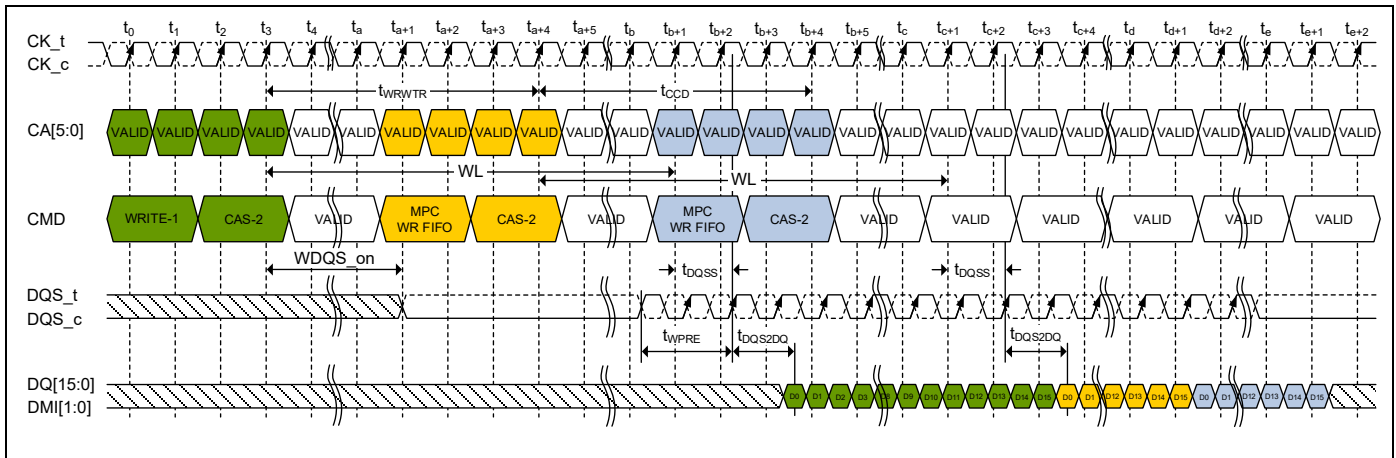 t0 t1 t2 t3 t4 ta ta+1 ta+2 ta+3 ta+4 ta+5 tb tb+1 tb+2 tb+3 tb+4 tb+5 tc tc+1 tc+2 tc+3 tc+4 td td+1 td+2 te te+1 te+2
CK_t
CK_c
tWRWTR tCCD
CA[5:0] VALID VALID VALID VALID VALID VALID VALID VALID VALID VALID VALID VALID VALID VALID VALID VALID VALID VALID VALID VALID VALID VALID VALID VALID VALID VALID VALID VALID
WL WL
CMD WRITE-1 CAS-2 VALID MPC WR FIFO CAS-2 VALID MPC WR FIFO CAS-2 VALID VALID VALID VALID VALID VALID
WDQS_on tDQSS tDQSS
DQS_t
DQS_c
tWPRE tDQS2DQ tDQS2DQ
DQ[15:0]
DMI[1:0]
D0 D1 D2 D3 D8 D9 D10 D11 D12 D13 D14 D15 D0 D1 D12 D13 D14 D15 D0 D1 D12 D13 D14 D15